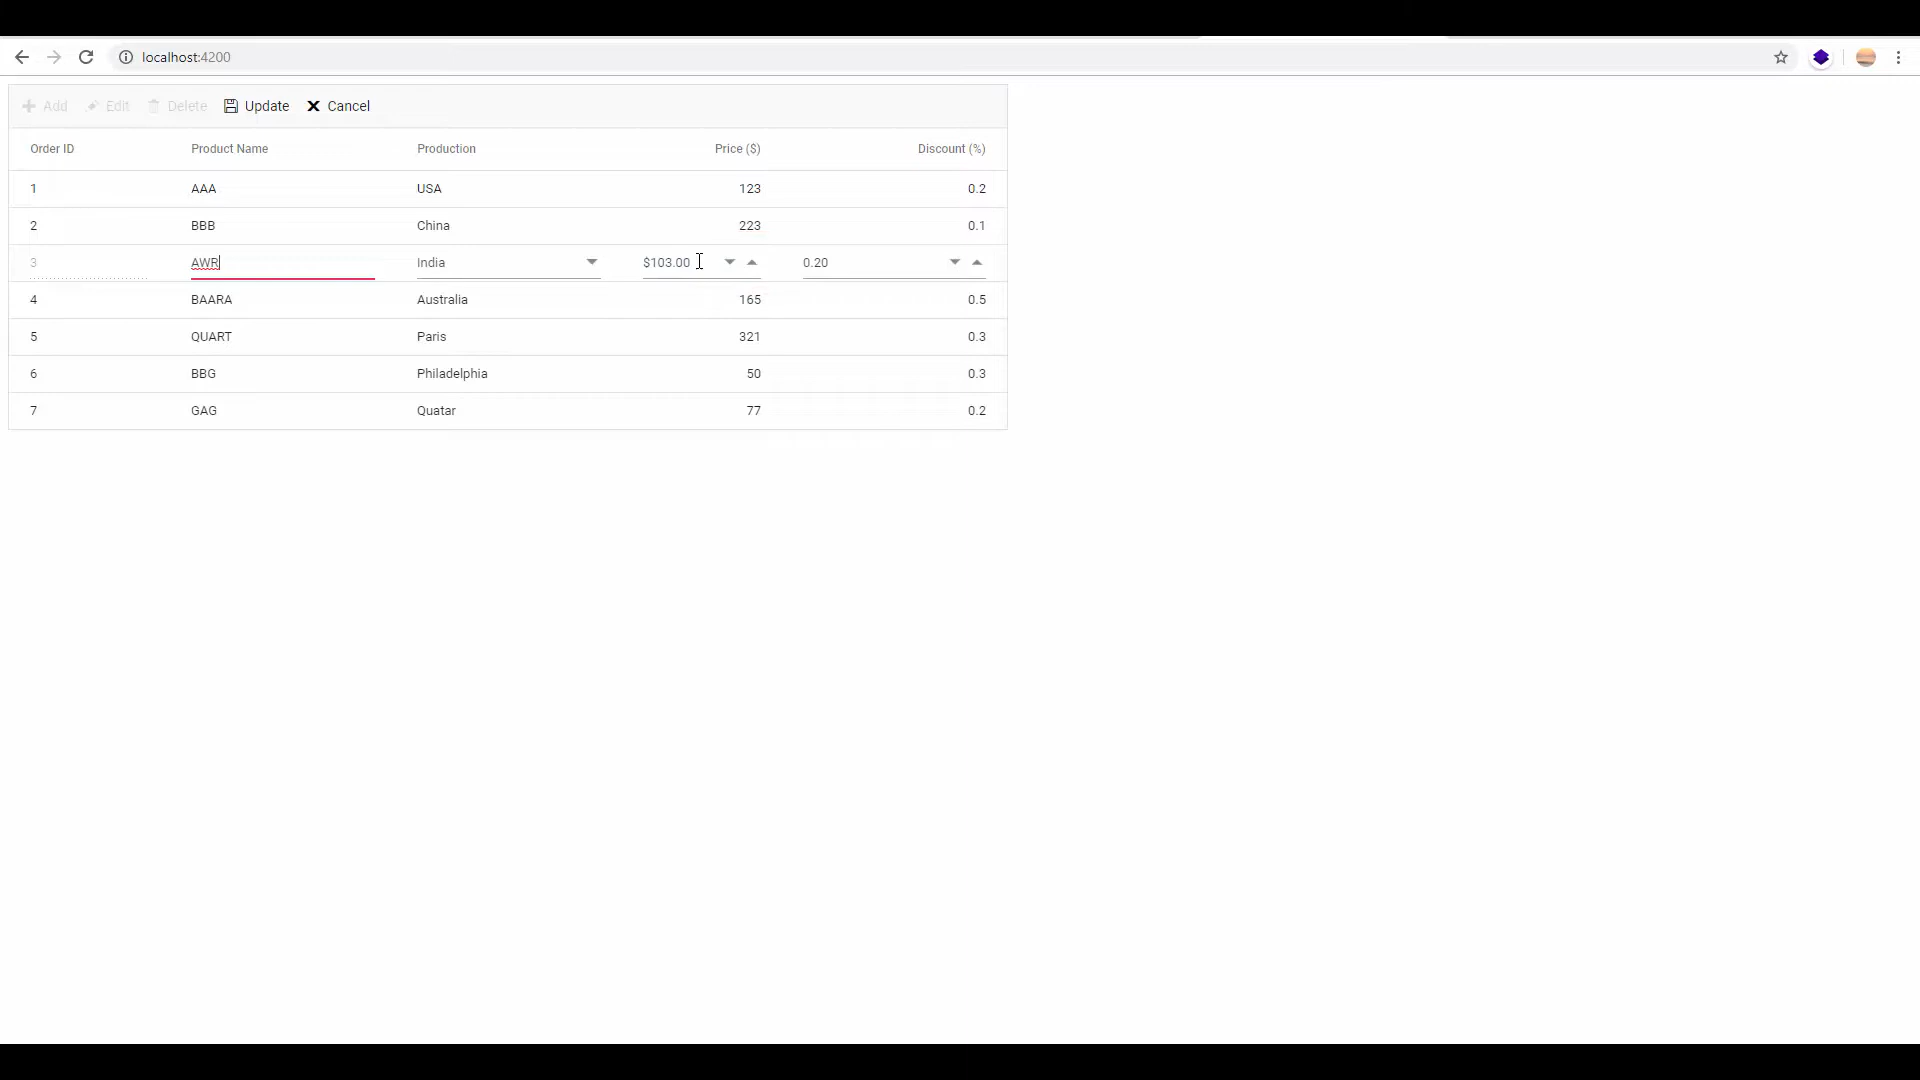 localhost:4200
Add Edit Delete Update Cancel
Order ID Product Name Production Price ($) Discount (%)
1 AAA USA 123 0.2
2 BBB China 223 0.1
3 AWR India $103.00 0.20
4 BAARA Australia 165 0.5
5 QUART Paris 321 0.3
6 BBG Philadelphia 50 0.3
7 GAG Quatar 77 0.2